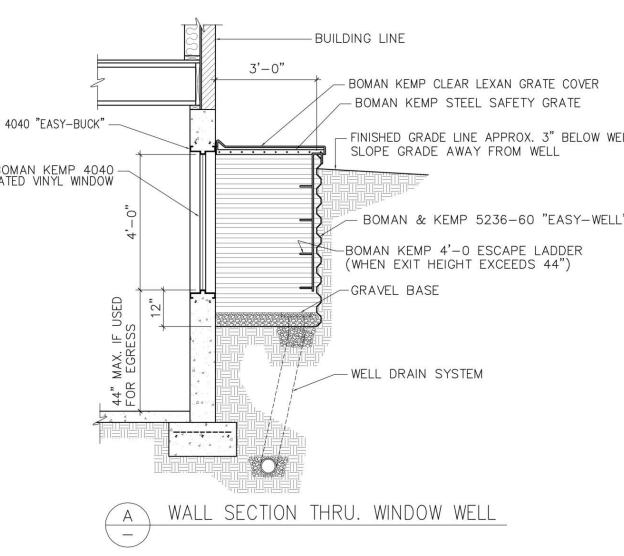 BUILDING LINE
3'-0"
BOMAN KEMP CLEAR LEXAN GRATE COVER
BOMAN KEMP STEEL SAFETY GRATE
4040 "EASY-BUCK"
FINISHED GRADE LINE APPROX. 3" BELOW WE
SLOPE GRADE AWAY FROM WELL
OMAN KEMP 4040
ATED VINYL WINDOW
4'-0"
BOMAN & KEMP 5236-60 "EASY-WELL"
BOMAN KEMP 4'-0 ESCAPE LADDER
(WHEN EXIT HEIGHT EXCEEDS 44")
GRAVEL BASE
12"
44" MAX. IF USED
FOR EGRESS
WELL DRAIN SYSTEM
A
WALL SECTION THRU. WINDOW WELL